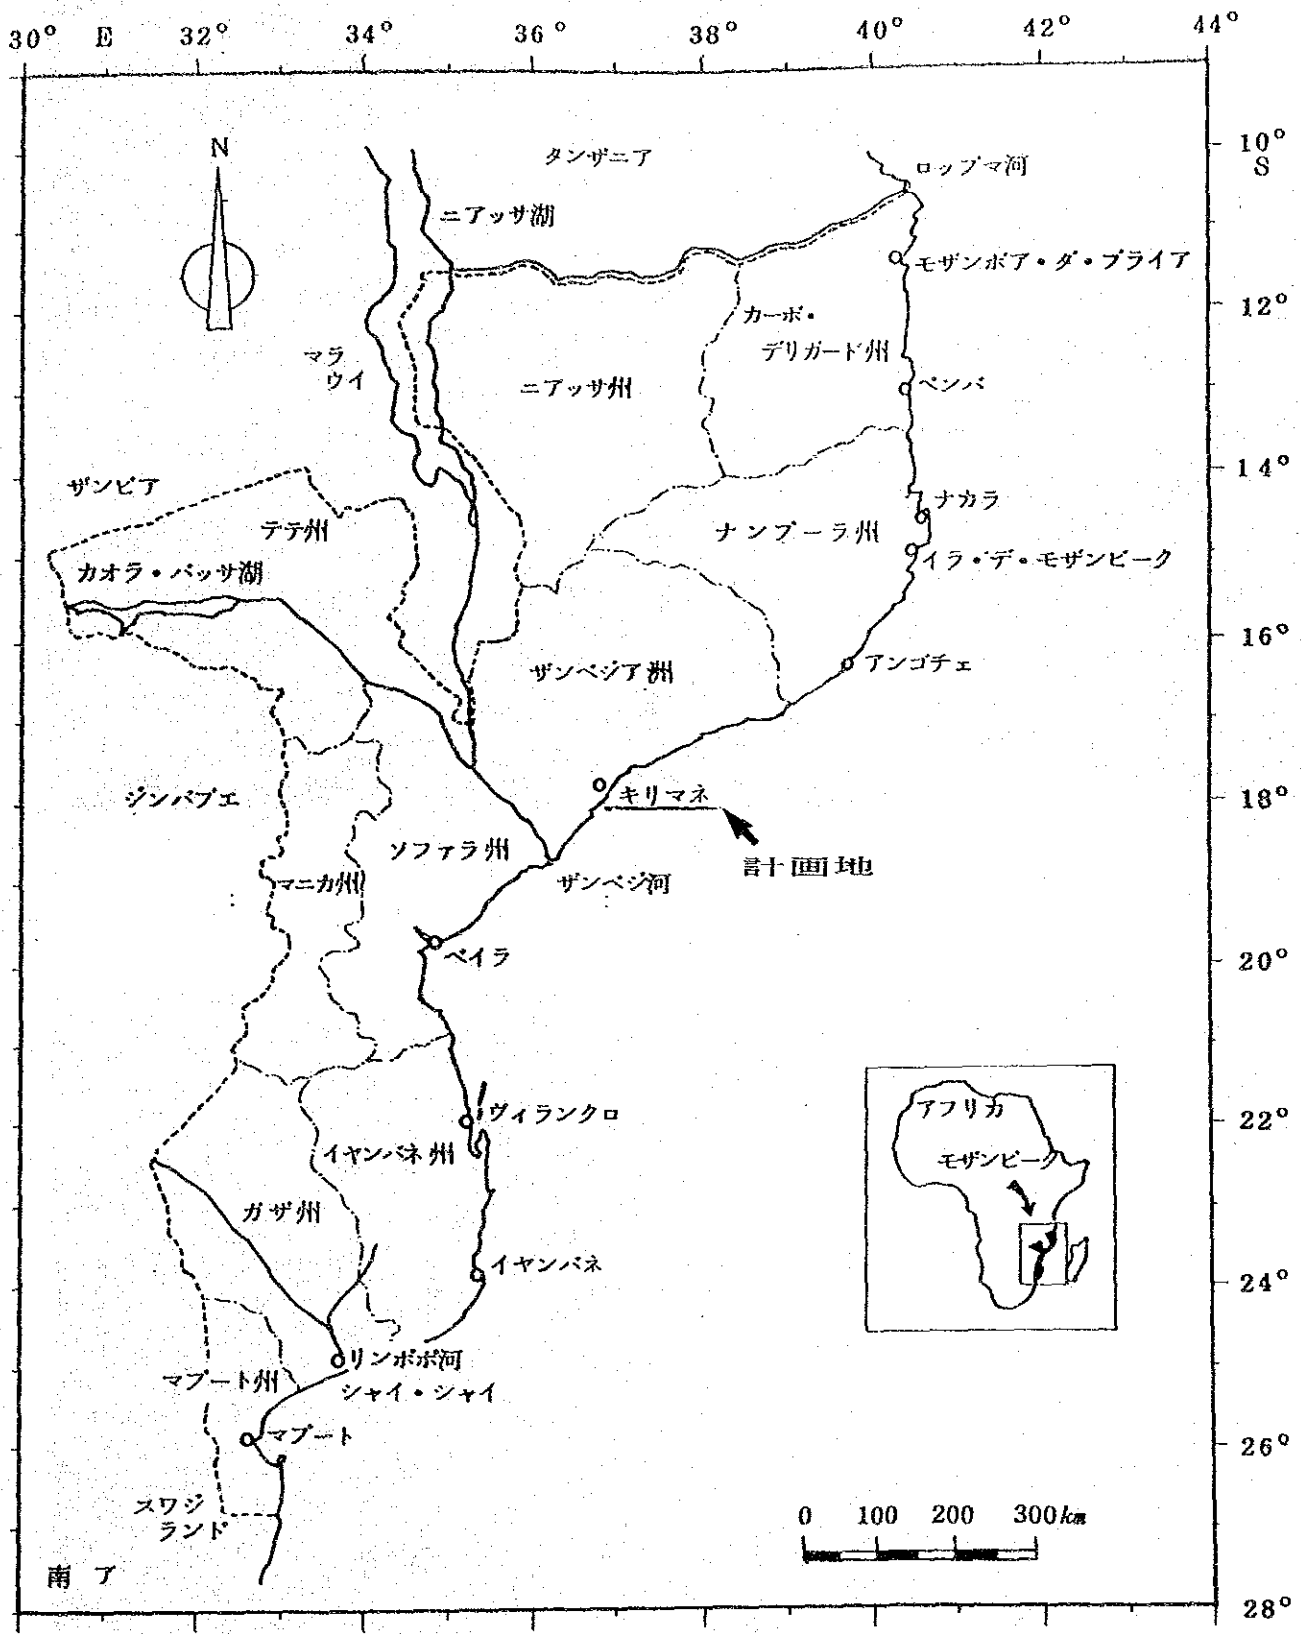 30° E 32° 34° 36° 38° 40° 42° 44°
N
タンザニア
10°
S
ロップマ河
ニアッサ湖
モザンボア・ダ・プライア
12°
カーボ・
デリガード州
マラ
ウイ
ニアッサ州
ペンバ
14°
ザンビア
ナカラ
テテ州
ナンプーラ州
イラ・デ・モザンビーク
カオラ・バッサ湖
16°
ザンベジア洲
アンゴチェ
ジンバブエ
キリマネ
18°
ソファラ州
計画地
マニカ州
ザンベジ河
ベイラ
20°
ヴィランクロ
22°
イヤンバネ州
ガザ州
イヤンバネ
24°
アフリカ
モザンビーク
リンポポ河
マプート州
シャイ・シャイ
マプート
26°
スワジ
ランド
0 100 200 300km
南ア
28°